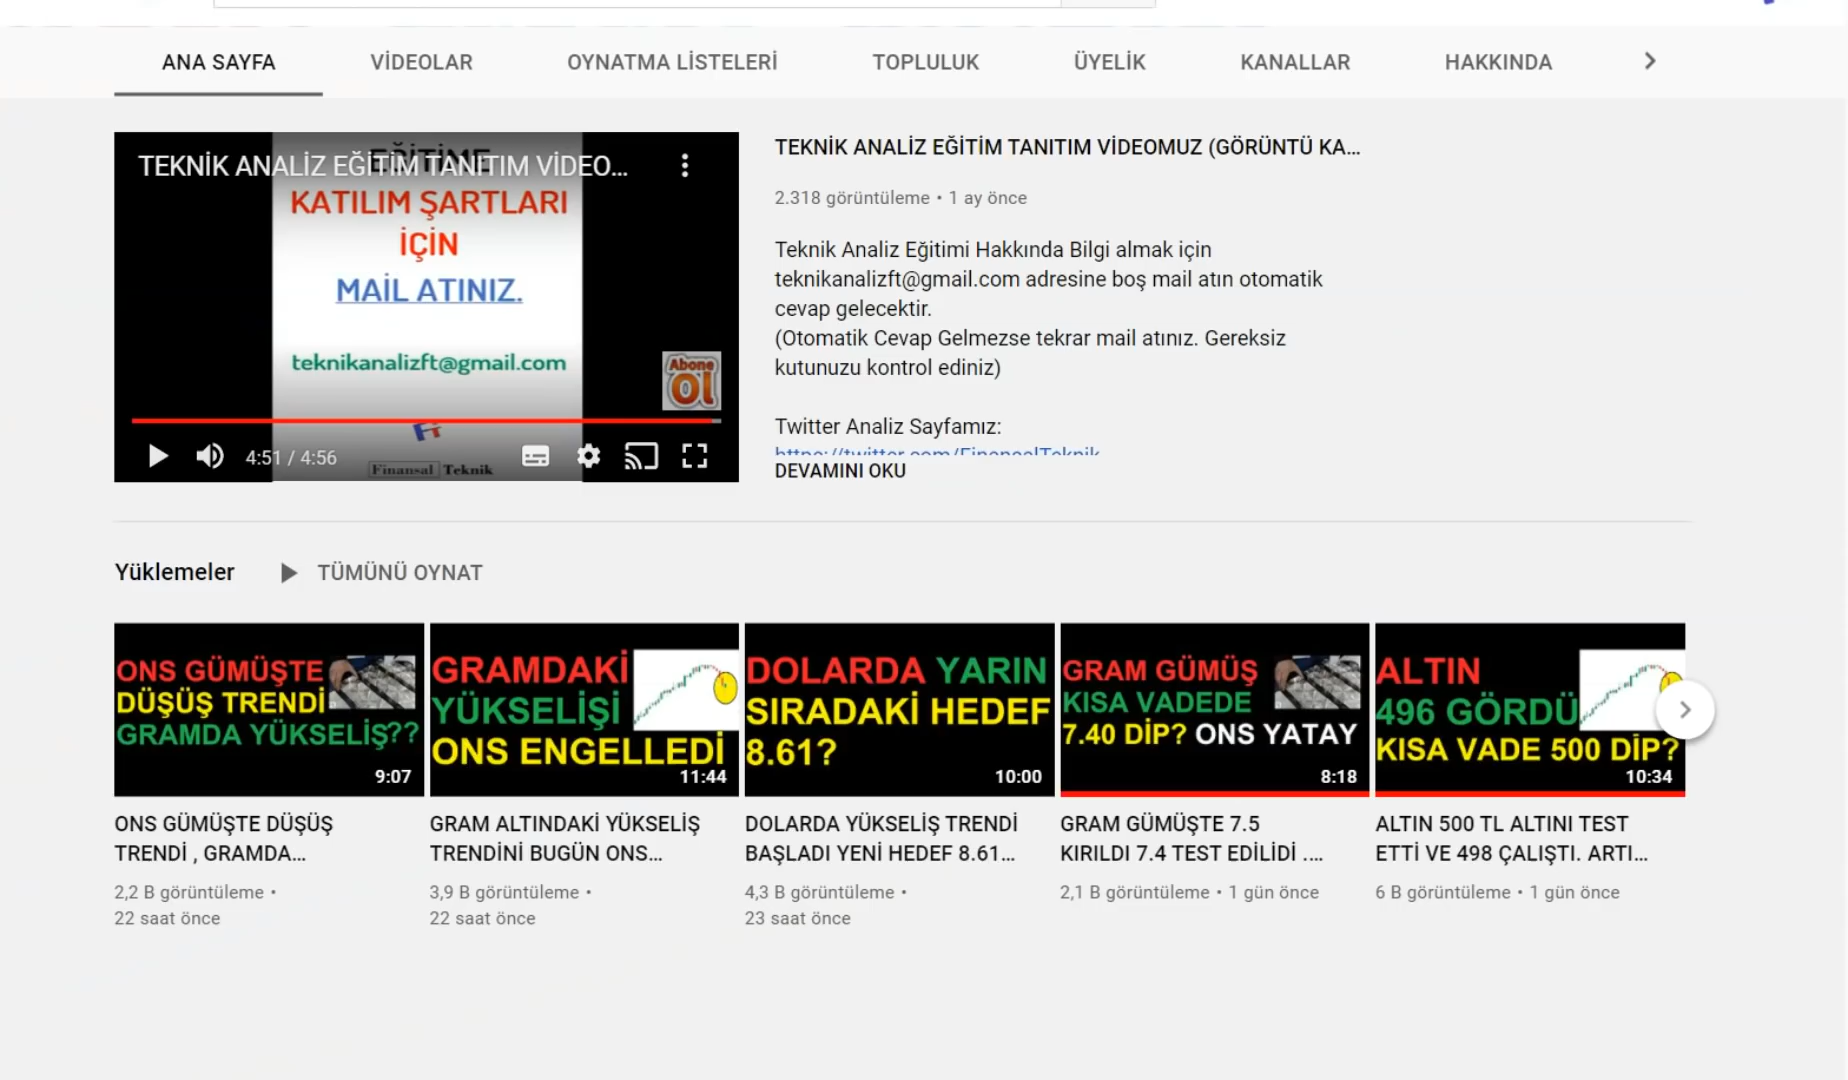 ANA SAYFA VİDEOLAR OYNATMA LİSTELERİ TOPLULUK ÜYELİK KANALLAR HAKKINDA
EĞİTİME
TEKNİK ANALİZ EĞİTİM TANITIM VİDEO...
KATILIM ŞARTLARI
İÇİN
MAİL ATINIZ.
teknikanalizft@gmail.com
Abone
Ol
4:51 / 4:56
Finansal Teknik
TEKNİK ANALİZ EĞİTİM TANITIM VİDEOMUZ (GÖRÜNTÜ KA...
2.318 görüntüleme • 1 ay önce
Teknik Analiz Eğitimi Hakkında Bilgi almak için
teknikanalizft@gmail.com adresine boş mail atın otomatik
cevap gelecektir.
(Otomatik Cevap Gelmezse tekrar mail atınız. Gereksiz
kutunuzu kontrol ediniz)
Twitter Analiz Sayfamız:
https://twitter.com/FinansalTeknik
DEVAMINI OKU
Yüklemeler TÜMÜNÜ OYNAT
ONS GÜMÜŞTE
DÜŞÜŞ TRENDİ
GRAMDA YÜKSELİŞ??
9:07
ONS GÜMÜŞTE DÜŞÜŞ
TRENDİ , GRAMDA...
2,2 B görüntüleme •
22 saat önce
GRAMDAKİ
YÜKSELİŞİ
ONS ENGELLEDİ
11:44
GRAM ALTINDAKİ YÜKSELİŞ
TRENDİNİ BUGÜN ONS...
3,9 B görüntüleme •
22 saat önce
DOLARDA YARIN
SIRADAKİ HEDEF
8.61?
10:00
DOLARDA YÜKSELİŞ TRENDİ
BAŞLADI YENİ HEDEF 8.61...
4,3 B görüntüleme •
23 saat önce
GRAM GÜMÜŞ
KISA VADEDE
7.40 DİP? ONS YATAY
8:18
GRAM GÜMÜŞTE 7.5
KIRILDI 7.4 TEST EDİLİDİ ....
2,1 B görüntüleme • 1 gün önce
ALTIN
496 GÖRDÜ
KISA VADE 500 DİP?
10:34
ALTIN 500 TL ALTINI TEST
ETTİ VE 498 ÇALIŞTI. ARTI...
6 B görüntüleme • 1 gün önce